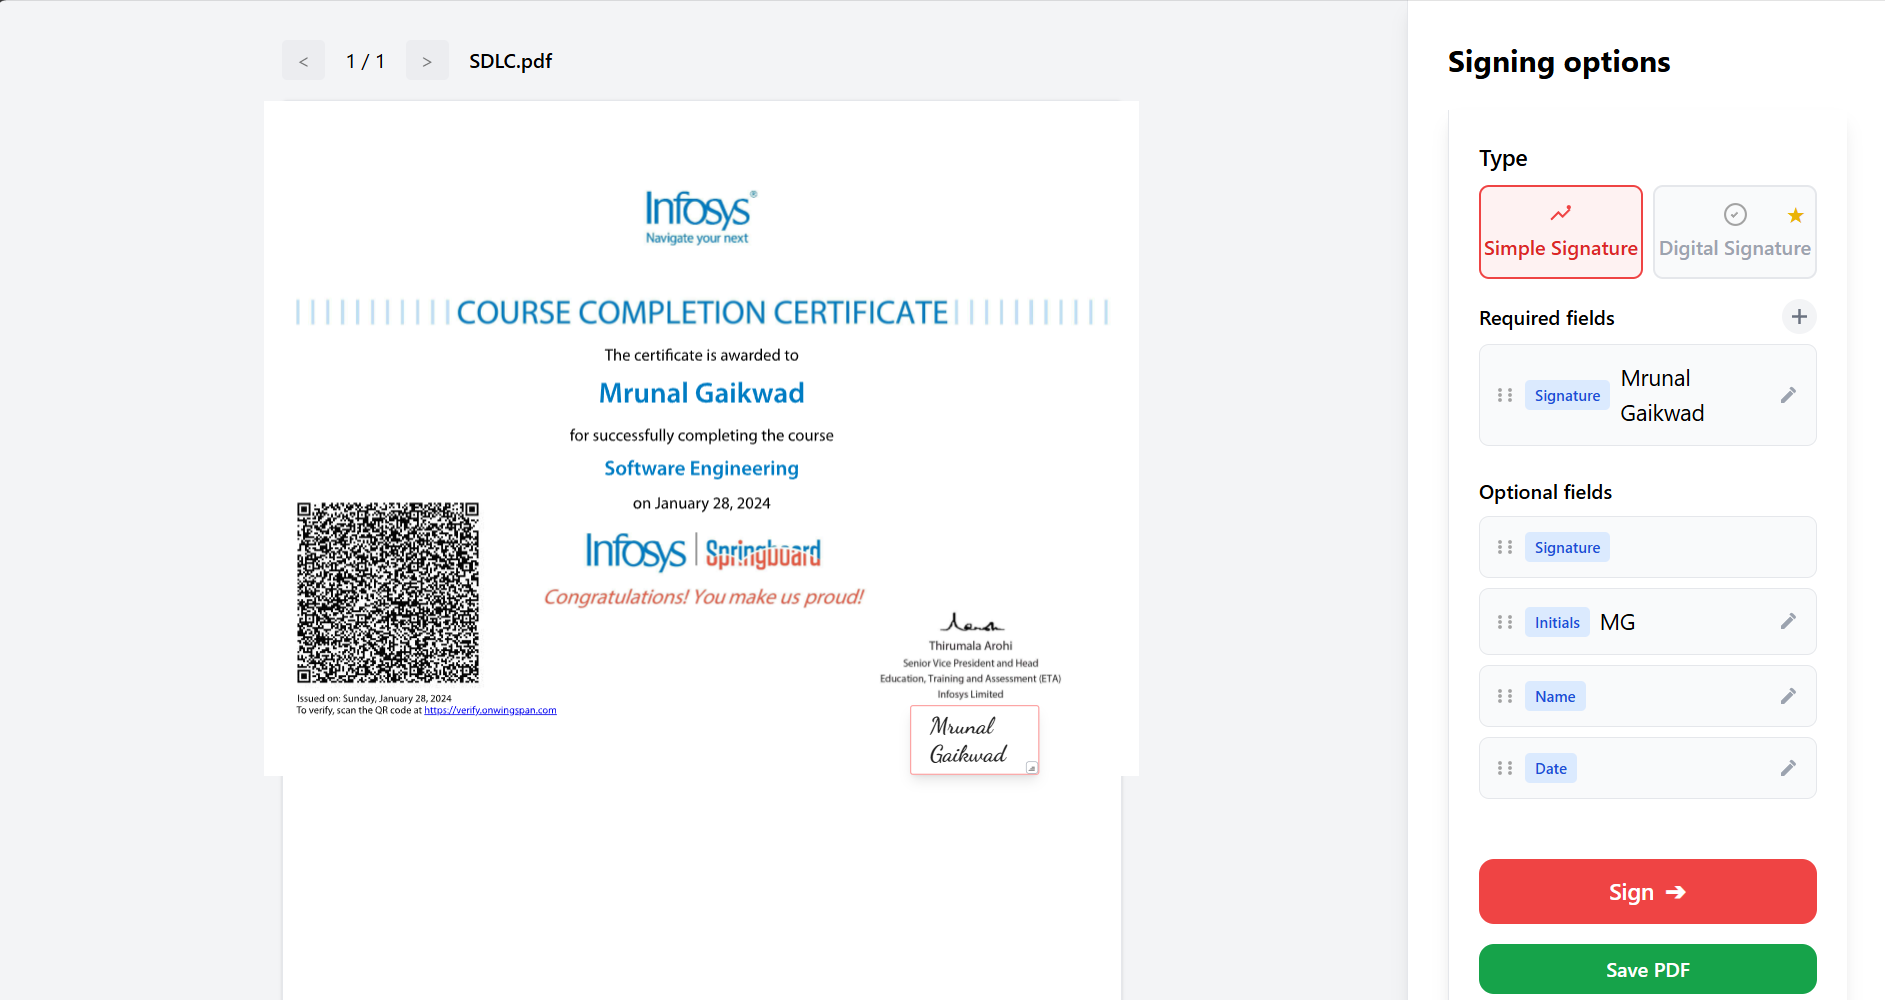 < 1 / 1 > SDLC.pdf
Infosys®
Navigate your next
COURSE COMPLETION CERTIFICATE
The certificate is awarded to
Mrunal Gaikwad
for successfully completing the course
Software Engineering
on January 28, 2024
Infosys | Springboard
Congratulations! You make us proud!
Issued on: Sunday, January 28, 2024
To verify, scan the QR code at https://verify.onwingspan.com
Thirumala Arohi
Senior Vice President and Head
Education, Training and Assessment (ETA)
Infosys Limited
Mrunal
Gaikwad
Signing options
Type
Simple Signature
Digital Signature
Required fields
Signature Mrunal
Gaikwad
Optional fields
Signature
Initials MG
Name
Date
Sign ➔
Save PDF